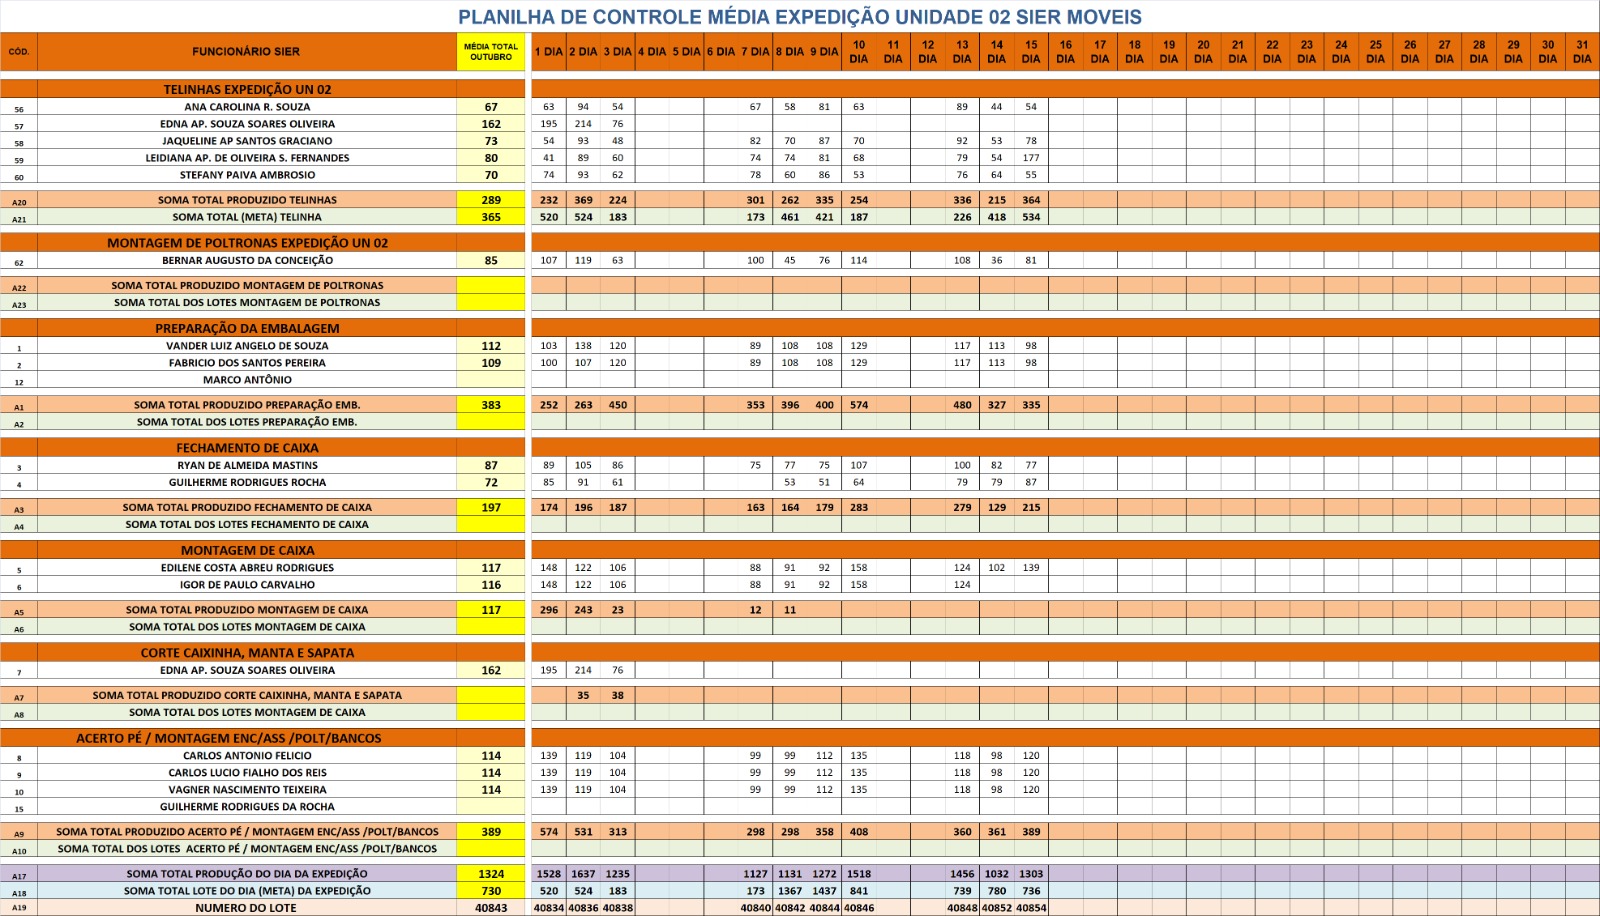 PLANILHA DE CONTROLE MÉDIA EXPEDIÇÃO UNIDADE 02 SIER MOVEIS
CÓD. FUNCIONÁRIO SIER MÉDIA TOTAL OUTUBRO 1 DIA 2 DIA 3 DIA 4 DIA 5 DIA 6 DIA 7 DIA 8 DIA 9 DIA 10 DIA 11 DIA 12 DIA 13 DIA 14 DIA 15 DIA 16 DIA 17 DIA 18 DIA 19 DIA 20 DIA 21 DIA 22 DIA 23 DIA 24 DIA 25 DIA 26 DIA 27 DIA 28 DIA 29 DIA 30 DIA 31 DIA
TELINHAS EXPEDIÇÃO UN 02
56 ANA CAROLINA R. SOUZA 67 63 94 54 67 58 81 63 89 44 54
57 EDNA AP. SOUZA SOARES OLIVEIRA 162 195 214 76
58 JAQUELINE AP SANTOS GRACIANO 73 54 93 48 82 70 87 70 92 53 78
59 LEIDIANA AP. DE OLIVEIRA S. FERNANDES 80 41 89 60 74 74 81 68 79 54 177
60 STEFANY PAIVA AMBROSIO 70 74 93 62 78 60 86 53 76 64 55
A20 SOMA TOTAL PRODUZIDO TELINHAS 289 232 369 224 301 262 335 254 336 215 364
A21 SOMA TOTAL (META) TELINHA 365 520 524 183 173 461 421 187 226 418 534
MONTAGEM DE POLTRONAS EXPEDIÇÃO UN 02
62 BERNAR AUGUSTO DA CONCEIÇÃO 85 107 119 63 100 45 76 114 108 36 81
A22 SOMA TOTAL PRODUZIDO MONTAGEM DE POLTRONAS
A23 SOMA TOTAL DOS LOTES MONTAGEM DE POLTRONAS
PREPARAÇÃO DA EMBALAGEM
1 VANDER LUIZ ANGELO DE SOUZA 112 103 138 120 89 108 108 129 117 113 98
2 FABRICIO DOS SANTOS PEREIRA 109 100 107 120 89 108 108 129 117 113 98
12 MARCO ANTÔNIO
A1 SOMA TOTAL PRODUZIDO PREPARAÇÃO EMB. 383 252 263 450 353 396 400 574 480 327 335
A2 SOMA TOTAL DOS LOTES PREPARAÇÃO EMB.
FECHAMENTO DE CAIXA
3 RYAN DE ALMEIDA MASTINS 87 89 105 86 75 77 75 107 100 82 77
4 GUILHERME RODRIGUES ROCHA 72 85 91 61 53 51 64 79 79 87
A3 SOMA TOTAL PRODUZIDO FECHAMENTO DE CAIXA 197 174 196 187 163 164 179 283 279 129 215
A4 SOMA TOTAL DOS LOTES FECHAMENTO DE CAIXA
MONTAGEM DE CAIXA
5 EDILENE COSTA ABREU RODRIGUES 117 148 122 106 88 91 92 158 124 102 139
6 IGOR DE PAULO CARVALHO 116 148 122 106 88 91 92 158 124
A5 SOMA TOTAL PRODUZIDO MONTAGEM DE CAIXA 117 296 243 23 12 11
A6 SOMA TOTAL DOS LOTES MONTAGEM DE CAIXA
CORTE CAIXINHA, MANTA E SAPATA
7 EDNA AP. SOUZA SOARES OLIVEIRA 162 195 214 76
A7 SOMA TOTAL PRODUZIDO CORTE CAIXINHA, MANTA E SAPATA 35 38
A8 SOMA TOTAL DOS LOTES MONTAGEM DE CAIXA
ACERTO PÉ / MONTAGEM ENC/ASS /POLT/BANCOS
8 CARLOS ANTONIO FELICIO 114 139 119 104 99 99 112 135 118 98 120
9 CARLOS LUCIO FIALHO DOS REIS 114 139 119 104 99 99 112 135 118 98 120
10 VAGNER NASCIMENTO TEIXEIRA 114 139 119 104 99 99 112 135 118 98 120
15 GUILHERME RODRIGUES DA ROCHA
A9 SOMA TOTAL PRODUZIDO ACERTO PÉ / MONTAGEM ENC/ASS /POLT/BANCOS 389 574 531 313 298 298 358 408 360 361 389
A10 SOMA TOTAL DOS LOTES ACERTO PÉ / MONTAGEM ENC/ASS /POLT/BANCOS
A17 SOMA TOTAL PRODUÇÃO DO DIA DA EXPEDIÇÃO 1324 1528 1637 1235 1127 1131 1272 1518 1456 1032 1303
A18 SOMA TOTAL LOTE DO DIA (META) DA EXPEDIÇÃO 730 520 524 183 173 1367 1437 841 739 780 736
A19 NUMERO DO LOTE 40843 40834 40836 40838 40840 40842 40844 40846 40848 40852 40854